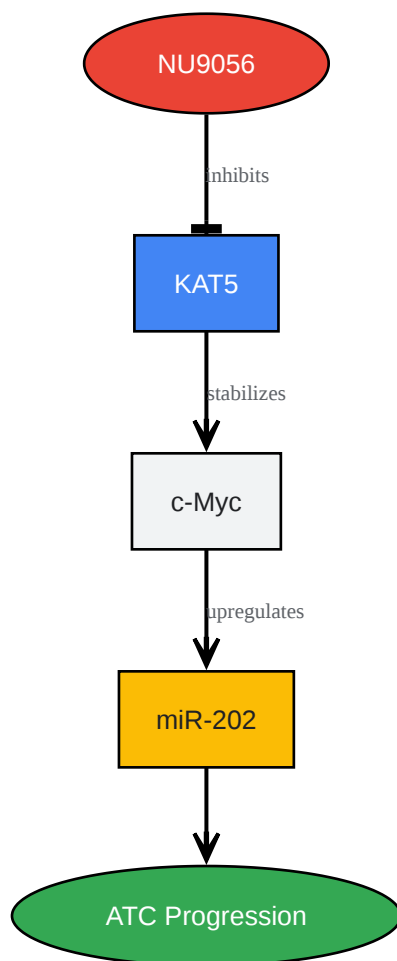 NU9056
inhibits
KAT5
stabilizes
c-Myc
upregulates
miR-202
ATC Progression